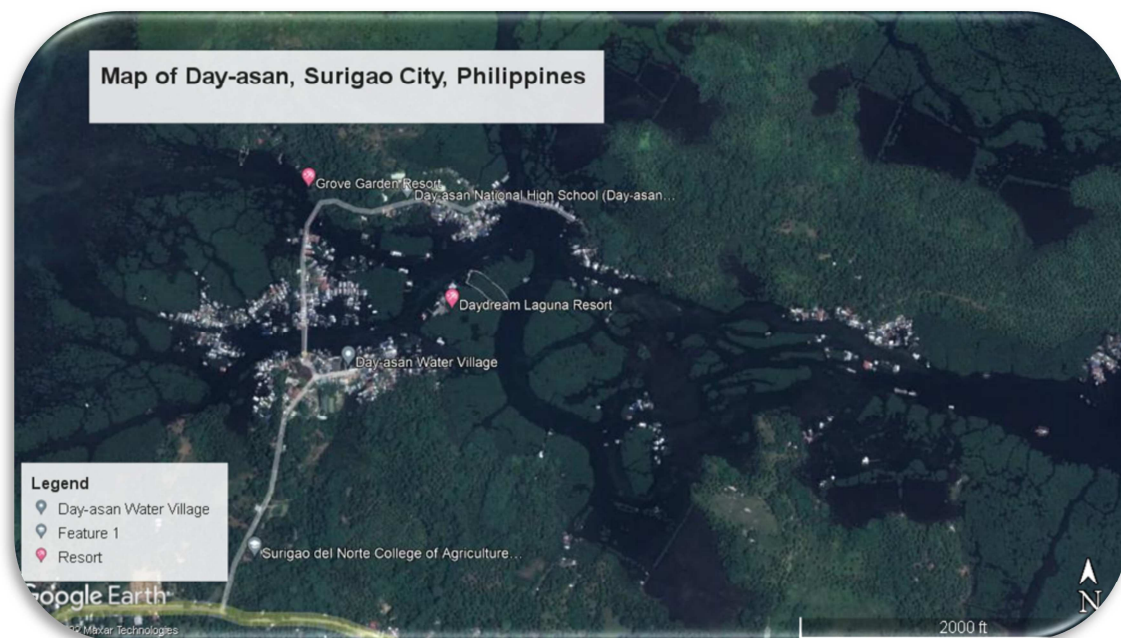 Map of Day-asan, Surigao City, Philippines
Grove Garden Resort
Day-asan National High School (Day-asan...
Daydream Laguna Resort
Day-asan Water Village
Surigao del Norte College of Agriculture...
Legend
Day-asan Water Village
Feature 1
Resort
Google Earth
Maxar Technologies
N
2000 ft